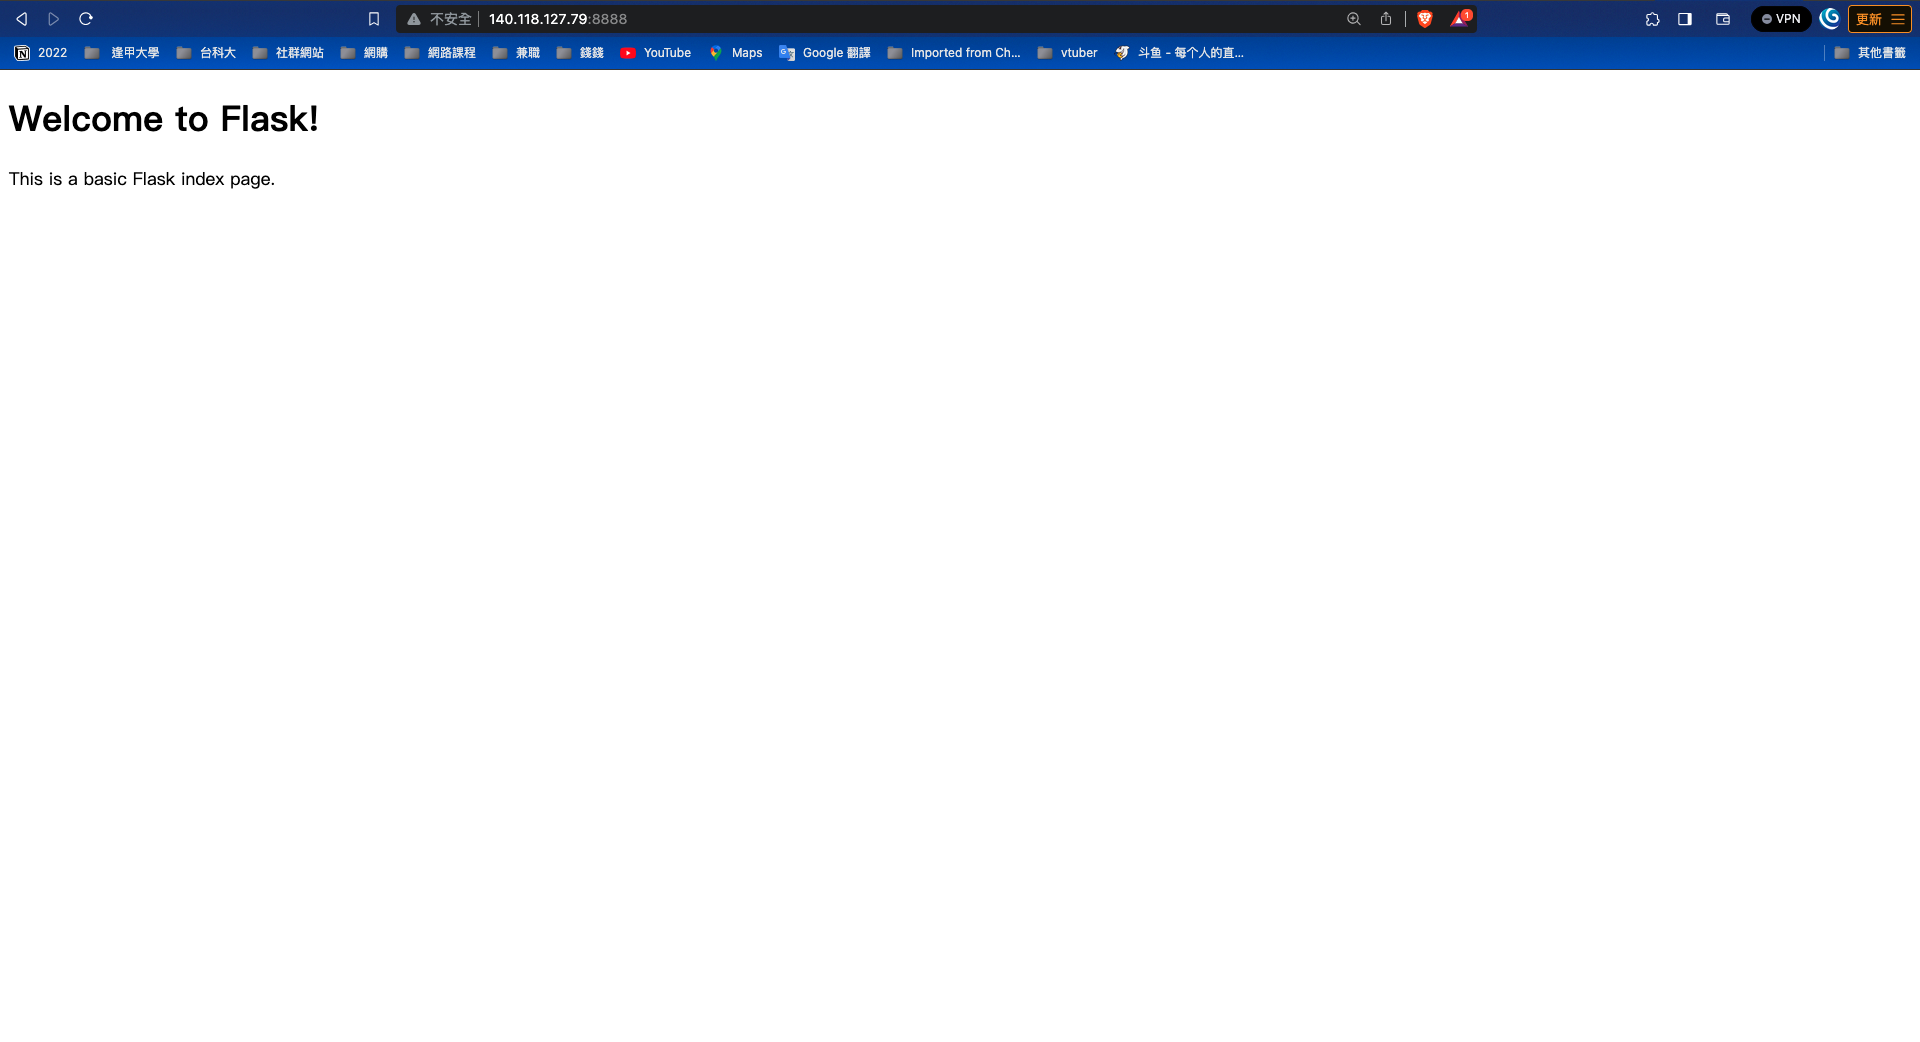 不安全 140.118.127.79:8888 1 VPN 更新
2022 逢甲大學 台科大 社群網站 網購 網路課程 兼職 錢錢 YouTube Maps Google 翻譯 Imported from Ch... vtuber 斗鱼 - 每个人的直... 其他書籤
Welcome to Flask!
This is a basic Flask index page.